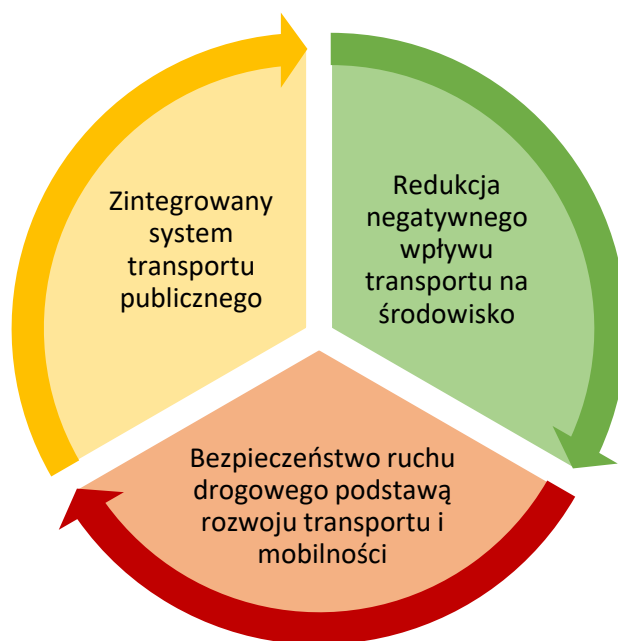 Zintegrowany
system
transportu
publicznego
Redukcja
negatywnego
wpływu
transportu na
środowisko
Bezpieczeństwo ruchu
drogowego podstawą
rozwoju transportu i
mobilności